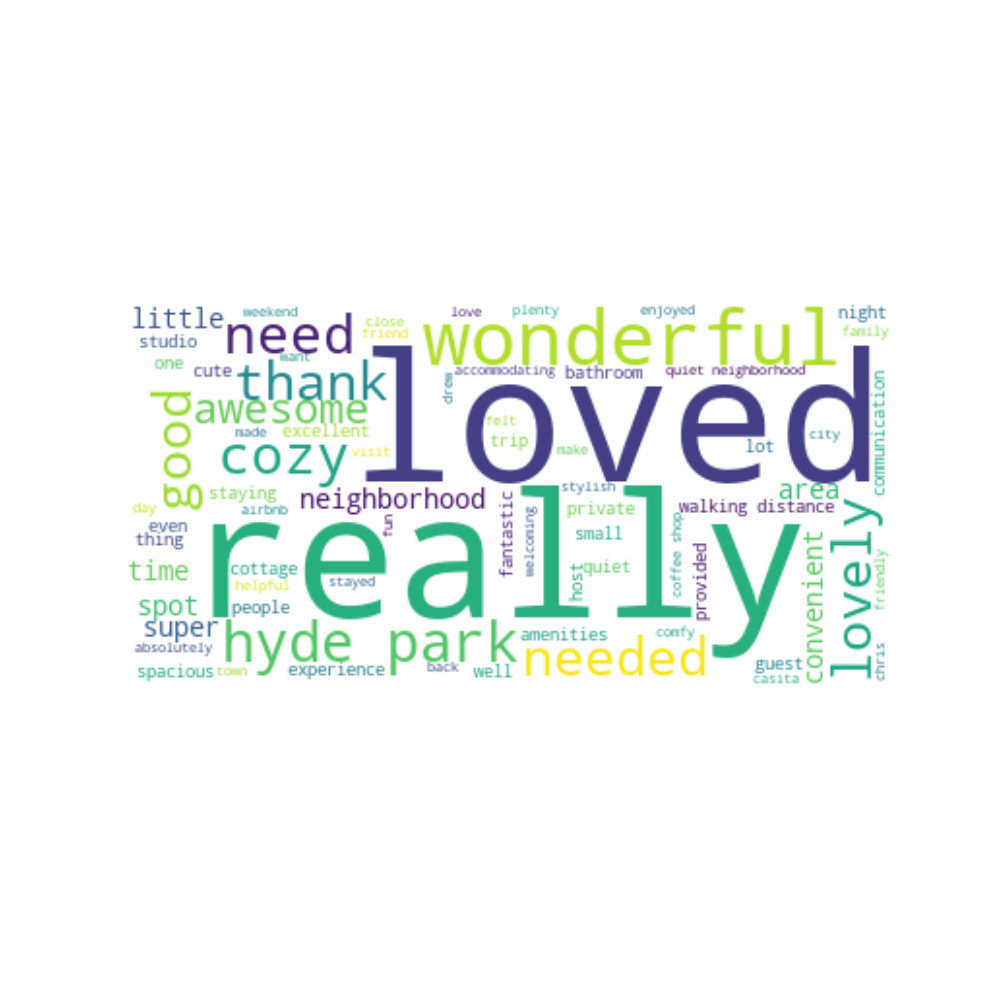 little
weekend
love
plenty
enjoyed
night
studio
need
close
friend
wonderful
family
one
cute
want
thank
loved
drew
accommodating
bathroom
quiet neighborhood
good
awesome
made
excellent
cozy
visit
felt
trip
make
lot
city
communication
staying
airbnb
day
neighborhood
fun
fantastic
stylish
private
walking distance
area
even
thing
really
welcoming
small
coffee shop
provided
convenient
lovely
friendly
time
cottage
helpful
stayed
host
quiet
spot
people
super
absolutely
hyde park
amenities
comfy
needed
spacious
town
experience
back
well
guest
casita
chris